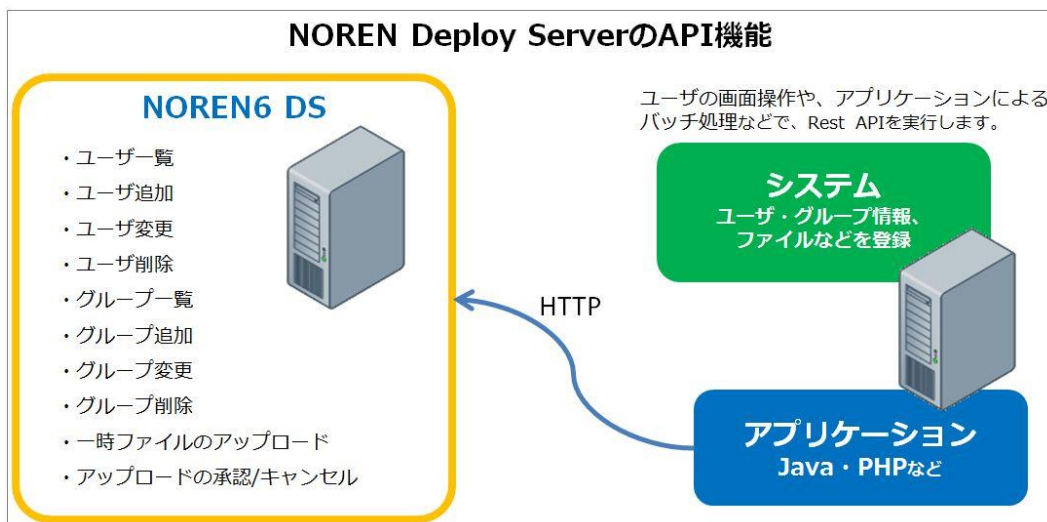 NOREN Deploy ServerのAPI機能
NOREN6 DS
・ユーザ一覧
・ユーザ追加
・ユーザ変更
・ユーザ削除
・グループ一覧
・グループ追加
・グループ変更
・グループ削除
・一時ファイルのアップロード
・アップロードの承認/キャンセル
HTTP
ユーザの画面操作や、アプリケーションによる
バッチ処理などで、Rest APIを実行します。
システム
ユーザ・グループ情報、
ファイルなどを登録
アプリケーション
Java・PHPなど